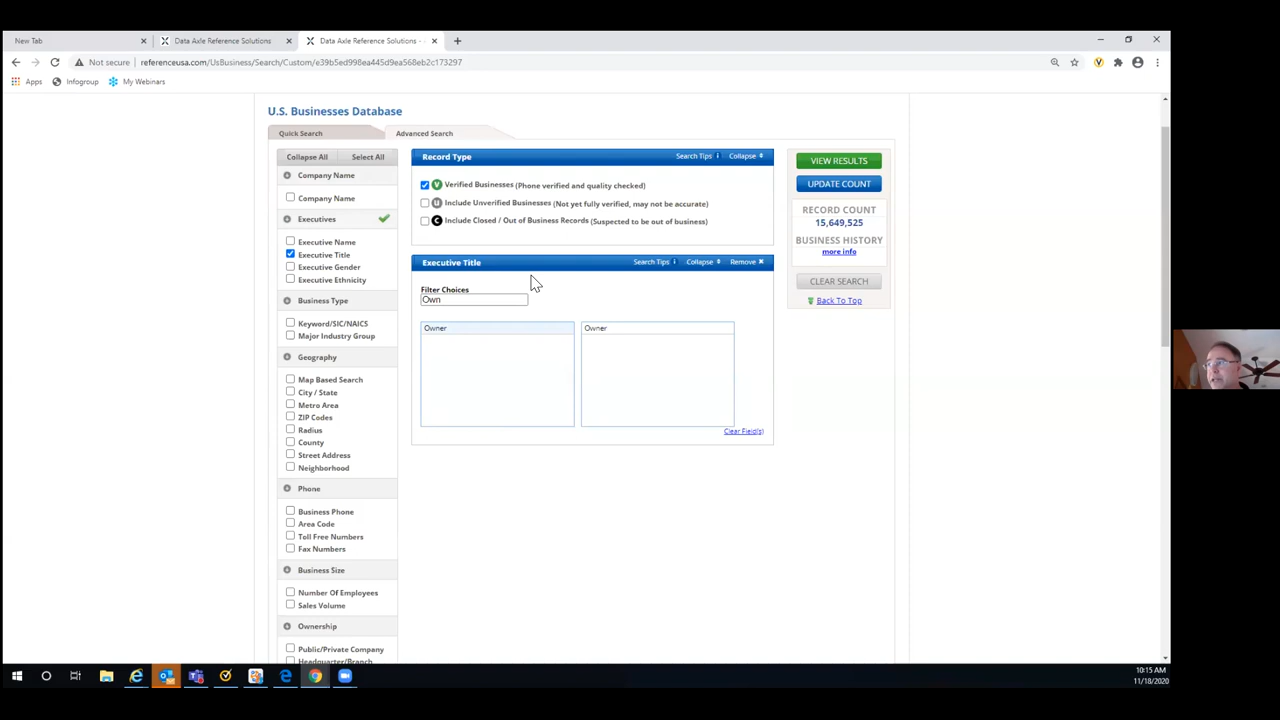 New Tab
Data Axle Reference Solutions
Data Axle Reference Solutions -
Not secure
referenceusa.com/UsBusiness/Search/Custom/e39b5ed998ea445d9ea568eb2c173297
Apps
Infogroup
My Webinars
U.S. Businesses Database
Quick Search
Advanced Search
Collapse All
Select All
Company Name
Company Name
Executives
Executive Name
Executive Title
Executive Gender
Executive Ethnicity
Business Type
Keyword/SIC/NAICS
Major Industry Group
Geography
Map Based Search
City / State
Metro Area
ZIP Codes
Radius
County
Street Address
Neighborhood
Phone
Business Phone
Area Code
Toll Free Numbers
Fax Numbers
Business Size
Number Of Employees
Sales Volume
Ownership
Public/Private Company
Headquarter/Branch
Record Type
Search Tips
Collapse
V Verified Businesses (Phone verified and quality checked)
U Include Unverified Businesses (Not yet fully verified, may not be accurate)
C Include Closed / Out of Business Records (Suspected to be out of business)
Executive Title
Search Tips
Collapse
Remove
Filter Choices
Own
Owner
Owner
Clear Field(s)
VIEW RESULTS
UPDATE COUNT
RECORD COUNT
15,649,525
BUSINESS HISTORY
more info
CLEAR SEARCH
Back To Top
10:15 AM
11/18/2020